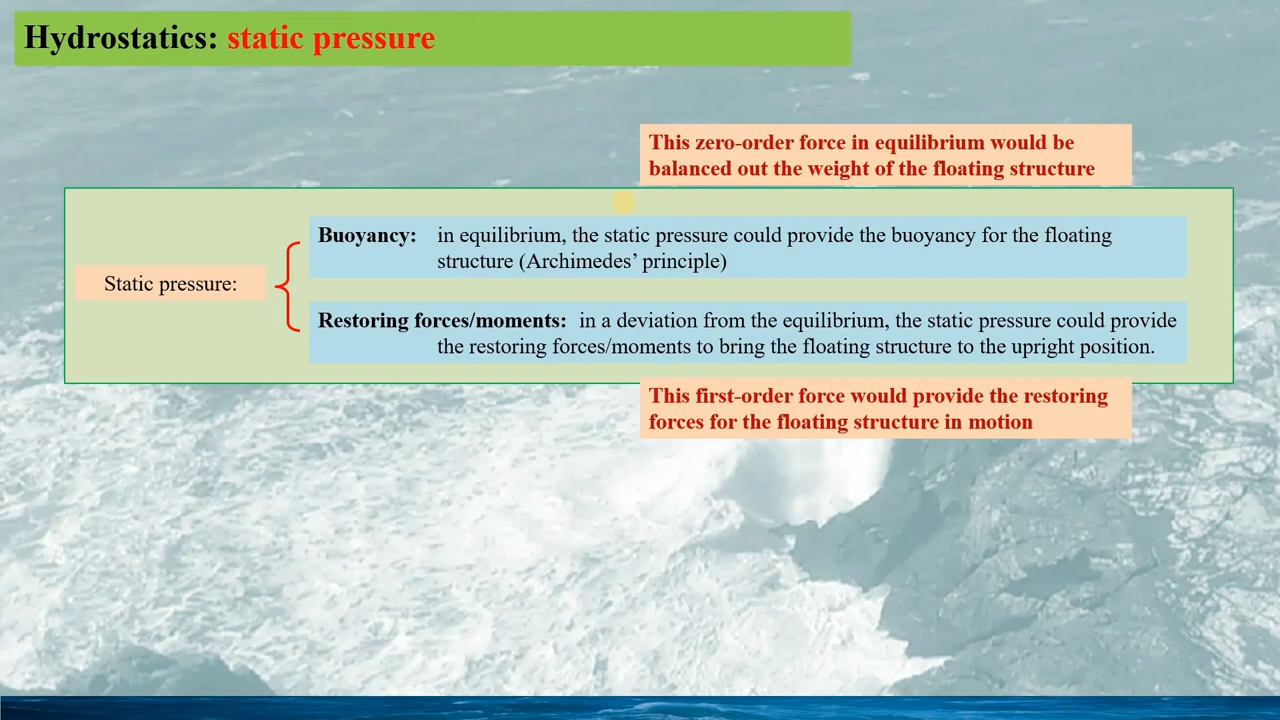 Hydrostatics: static pressure
This zero-order force in equilibrium would be
balanced out the weight of the floating structure
Static pressure:
Buoyancy: in equilibrium, the static pressure could provide the buoyancy for the floating
structure (Archimedes’ principle)
Restoring forces/moments: in a deviation from the equilibrium, the static pressure could provide
the restoring forces/moments to bring the floating structure to the upright position.
This first-order force would provide the restoring
forces for the floating structure in motion